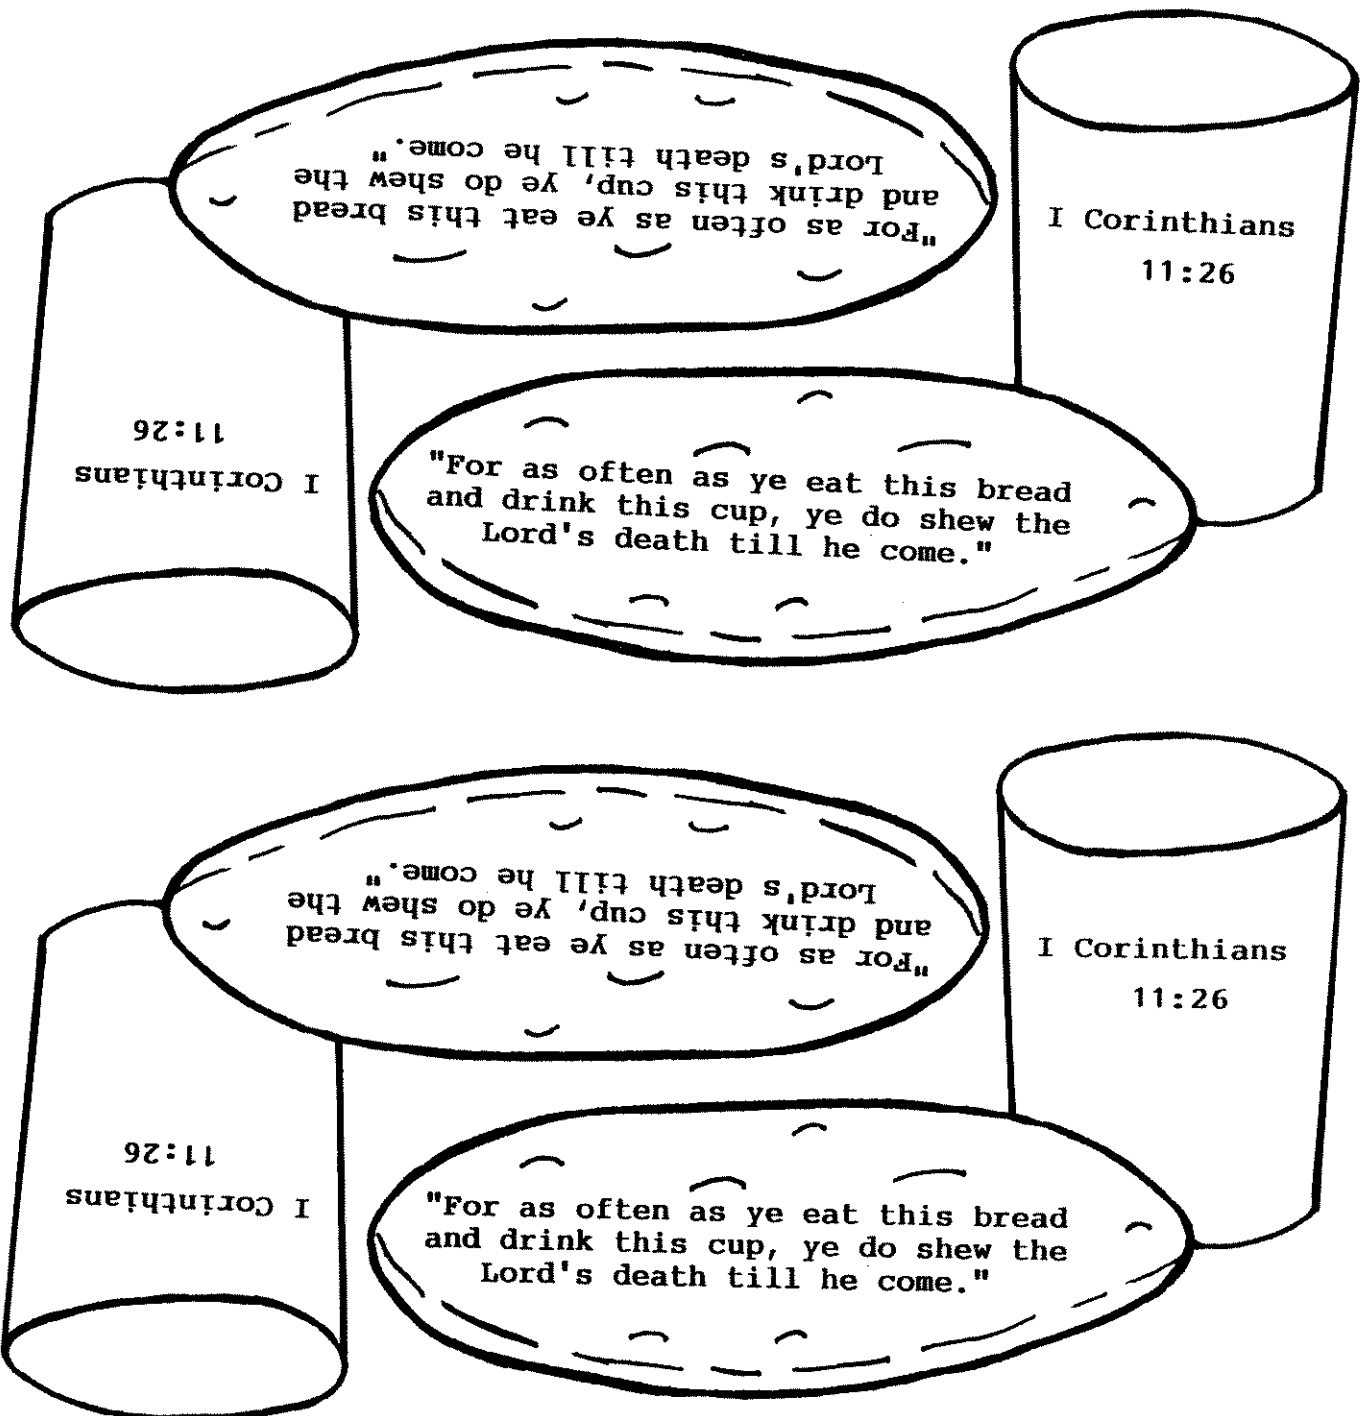 "For as often as ye eat this bread
and drink this cup, ye do shew the
Lord's death till he come."
I Corinthians
11:26
I Corinthians
11:26
"For as often as ye eat this bread
and drink this cup, ye do shew the
Lord's death till he come."
"For as often as ye eat this bread
and drink this cup, ye do shew the
Lord's death till he come."
I Corinthians
11:26
I Corinthians
11:26
"For as often as ye eat this bread
and drink this cup, ye do shew the
Lord's death till he come."